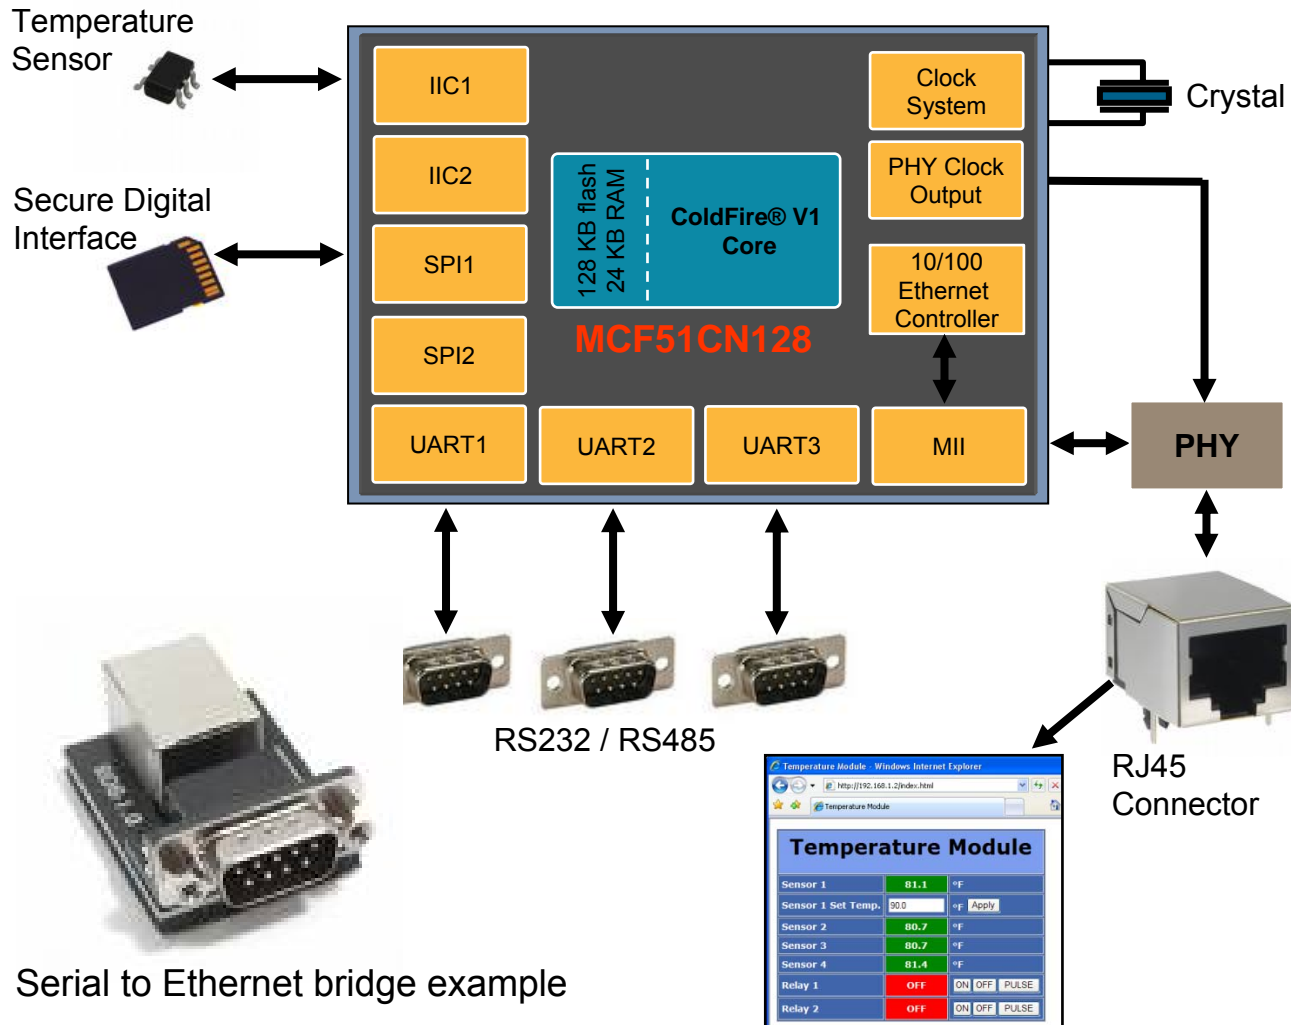 Temperature
Sensor
Secure Digital
Interface
IIC1
IIC2
SPI1
SPI2
UART1
UART2
UART3
MII
128 KB flash
24 KB RAM
ColdFire® V1
Core
MCF51CN128
Clock
System
PHY Clock
Output
10/100
Ethernet
Controller
Crystal
PHY
RS232 / RS485
RJ45
Connector
Temperature Module - Windows Internet Explorer
http://192.168.1.2/index.html
Temperature Module
Temperature Module
Sensor 1 81.1 °F
Sensor 1 Set Temp. 90.0 °F Apply
Sensor 2 80.7 °F
Sensor 3 80.7 °F
Sensor 4 81.4 °F
Relay 1 OFF ON OFF PULSE
Relay 2 OFF ON OFF PULSE
Serial to Ethernet bridge example